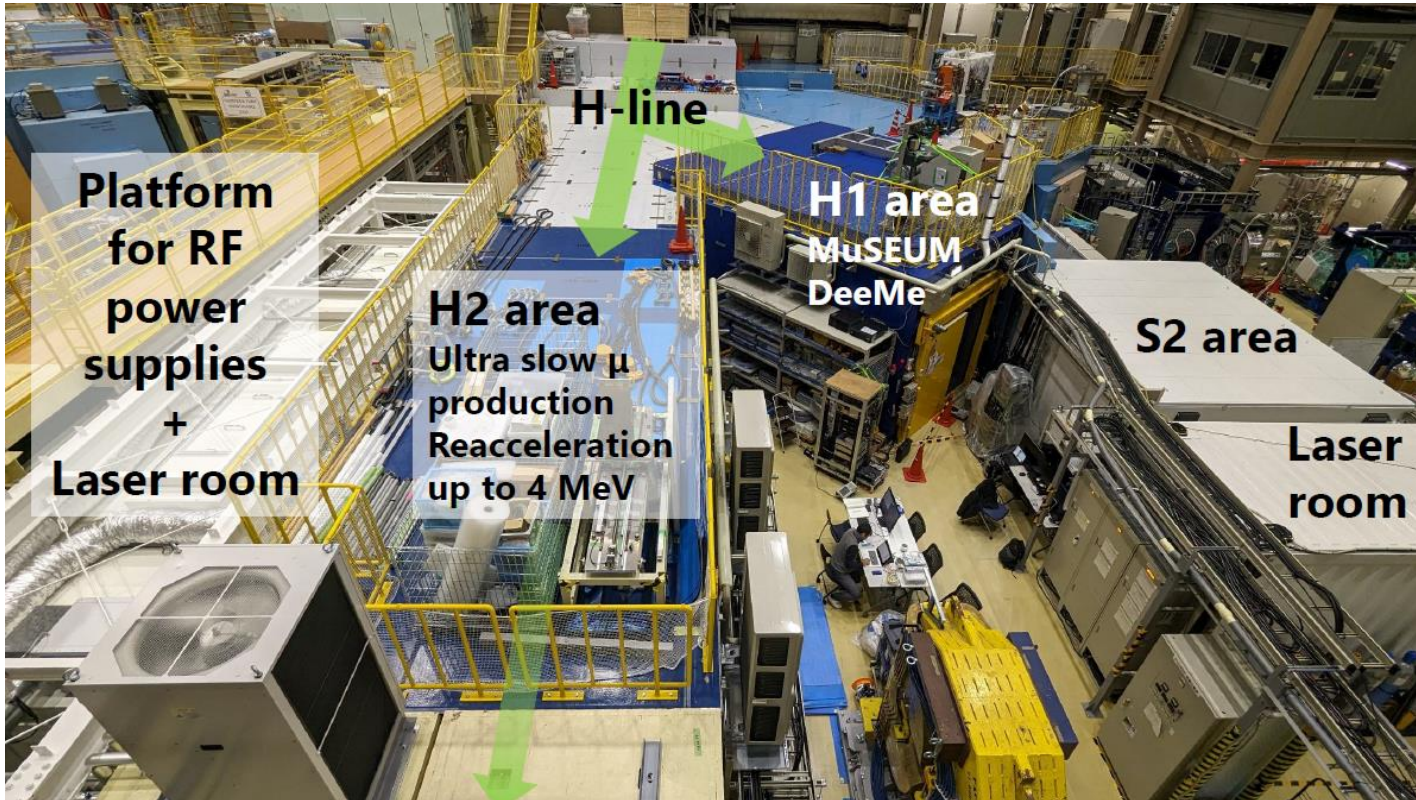 H-line
Platform
for RF
power
supplies
+
Laser room
H2 area
Ultra slow μ
production
Reacceleration
up to 4 MeV
H1 area
MuSEUM
DeeMe
S2 area
Laser
room